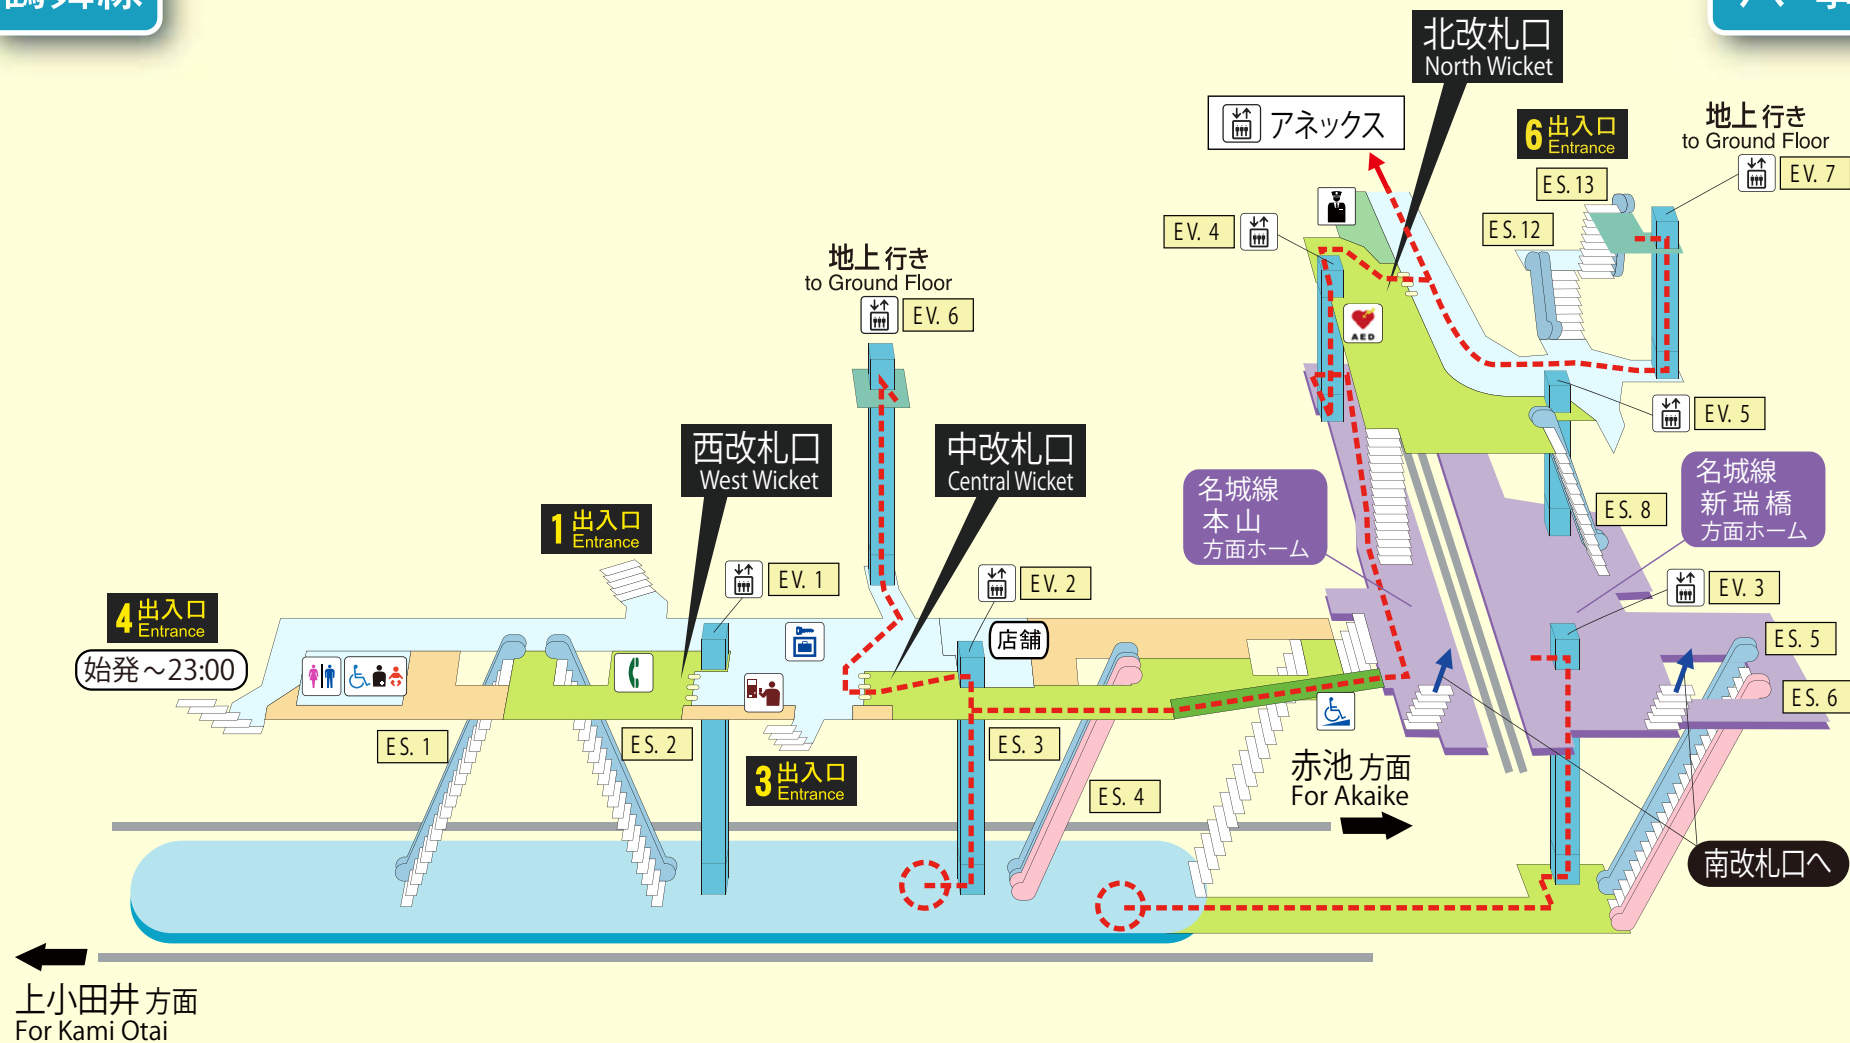 鶴舞線
八事
北改札口
North Wicket
アネックス
6 出入口
Entrance
地上 行き
to Ground Floor
EV. 7
ES. 13
ES. 12
EV. 4
AED
地上 行き
to Ground Floor
EV. 6
EV. 5
西改札口
West Wicket
中改札口
Central Wicket
名城線
本山
方面ホーム
名城線
新瑞橋
方面ホーム
ES. 8
1 出入口
Entrance
EV. 1
EV. 2
EV. 3
4 出入口
Entrance
始発～23:00
店舗
ES. 5
ES. 6
ES. 1
ES. 2
ES. 3
3 出入口
Entrance
ES. 4
赤池 方面
For Akaike
南改札口へ
上小田井 方面
For Kami Otai